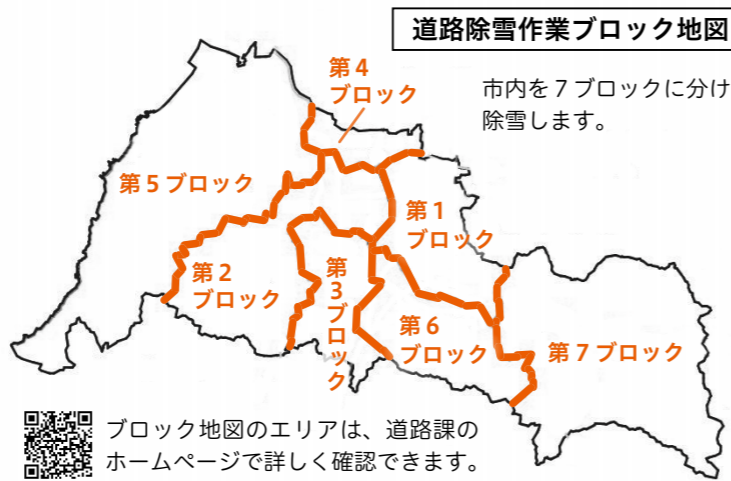 道路除雪作業ブロック地図
市内を７ブロックに分け
除雪します。
第４
ブロック
第５ブロック
第１
ブロック
第２
ブロック
第３ブロック
第６
ブロック
第７ブロック
ブロック地図のエリアは、道路課の
ホームページで詳しく確認できます。